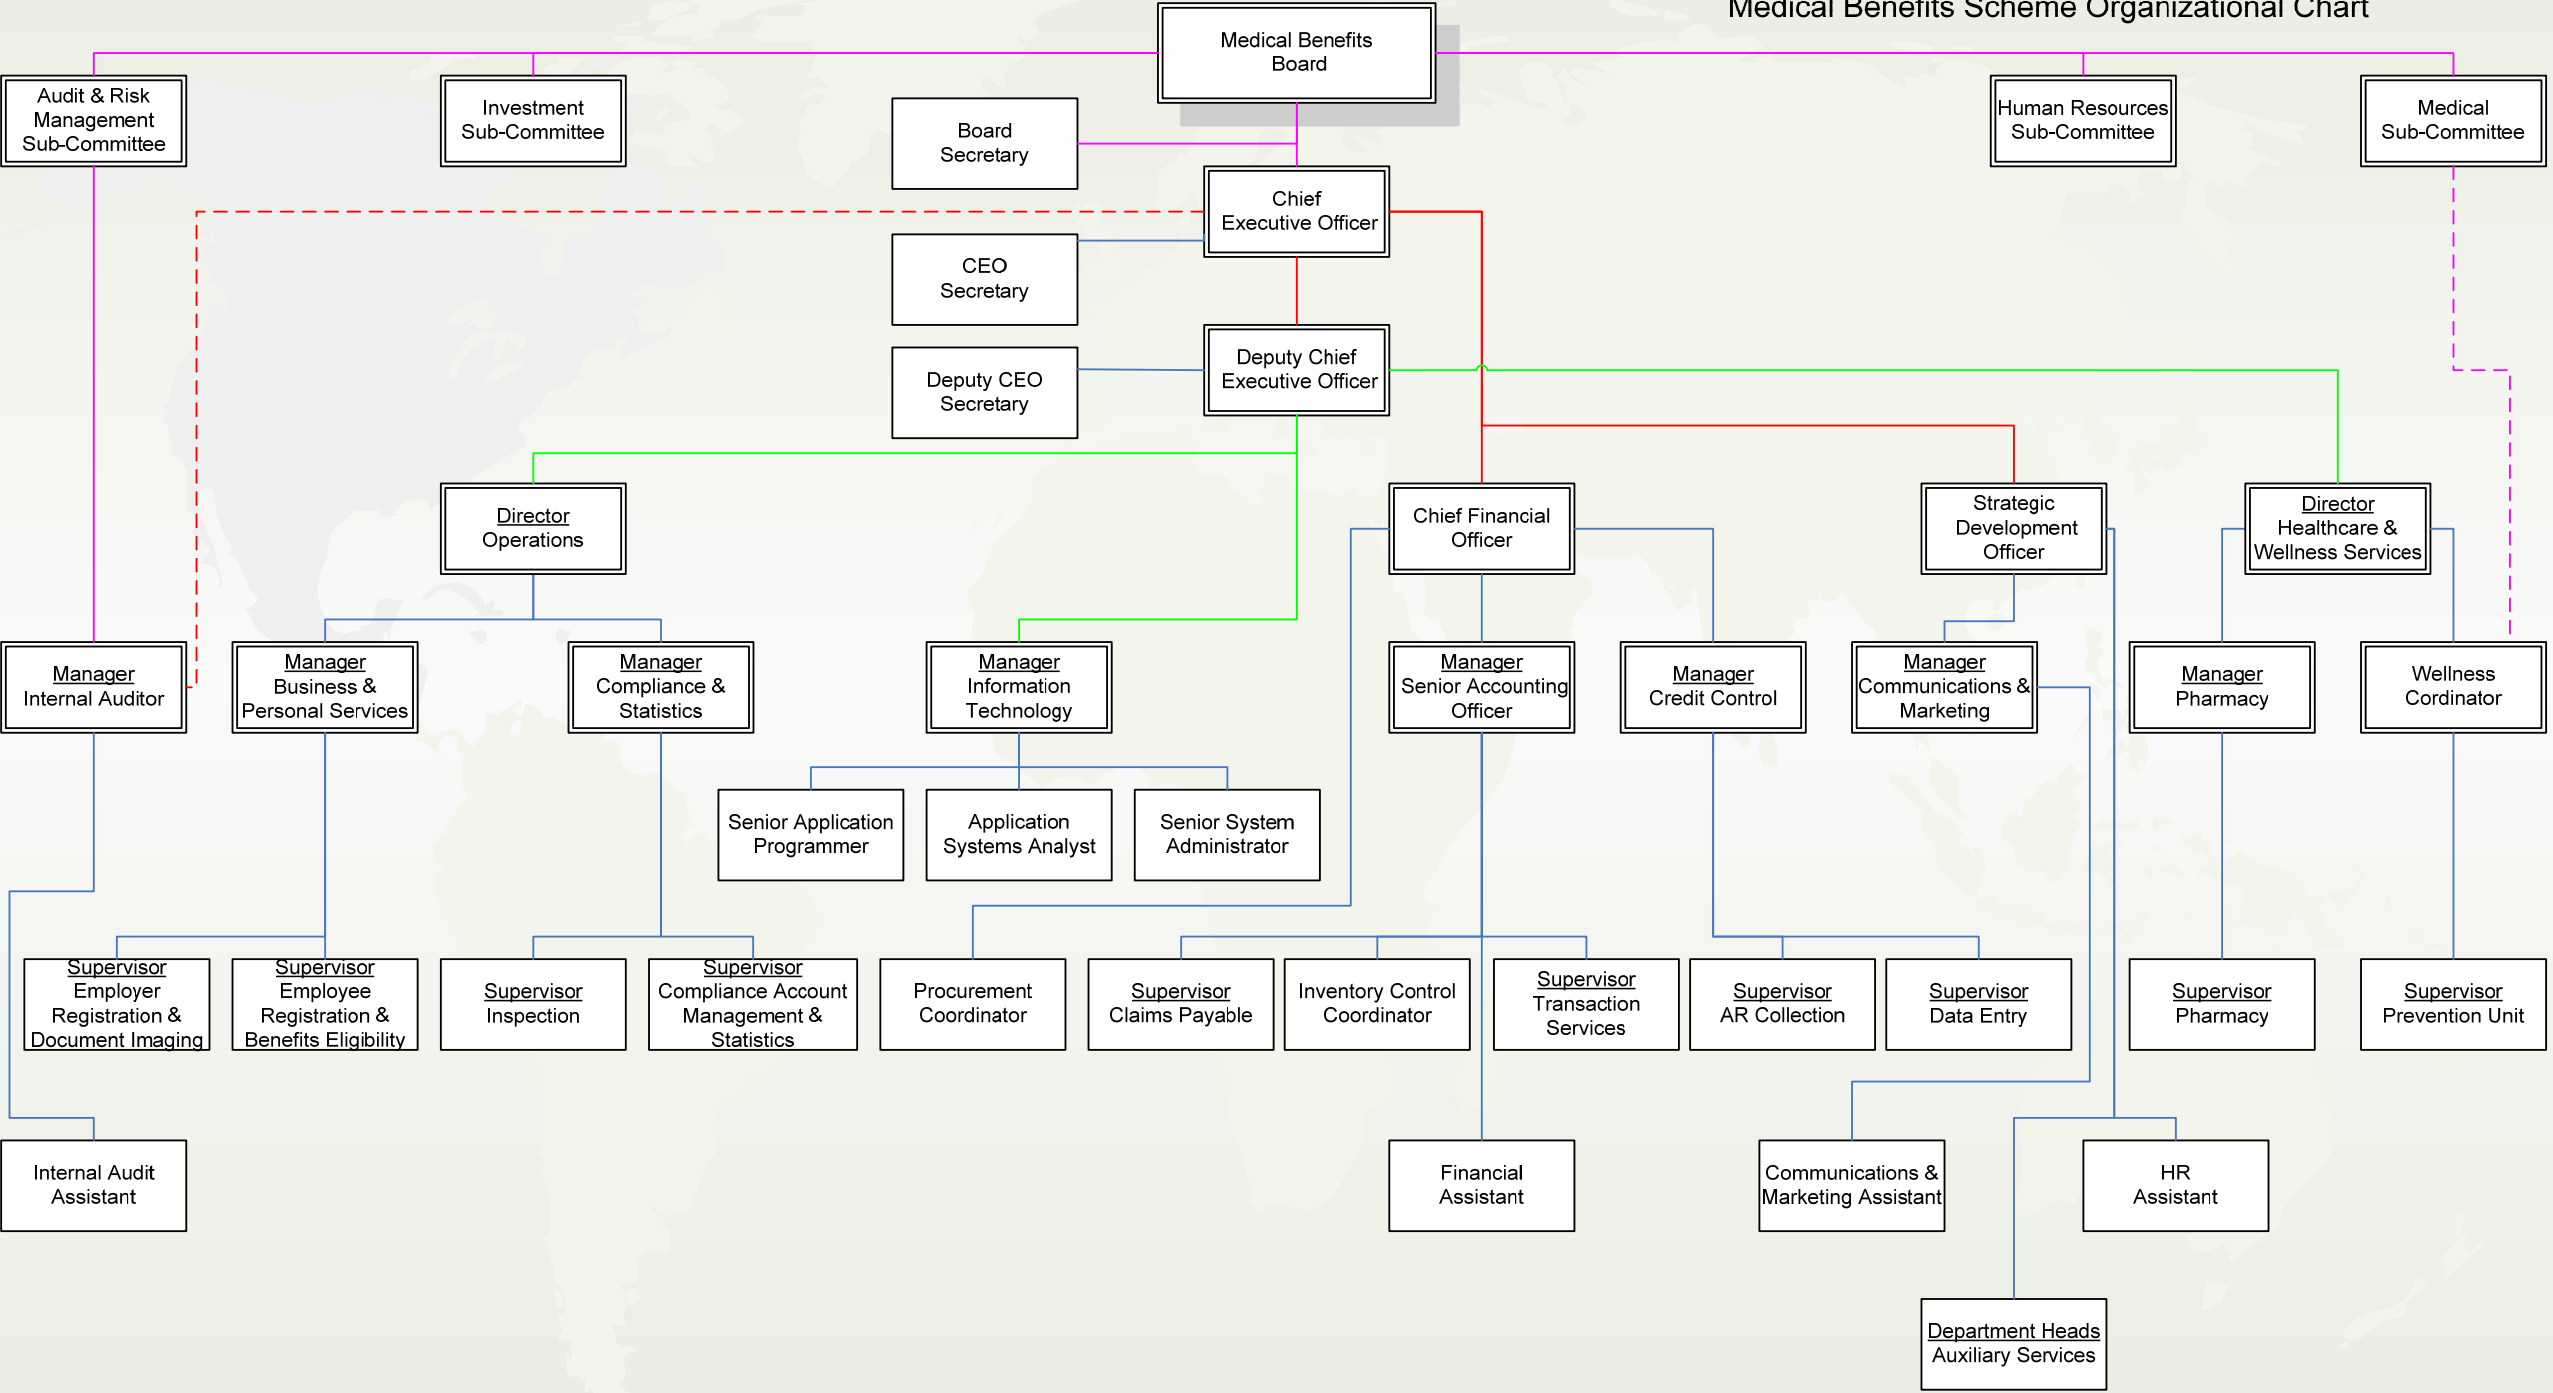 Medical Benefits Scheme Organizational Chart
Medical Benefits
Board
Audit & Risk
Management
Sub-Committee
Investment
Sub-Committee
Human Resources
Sub-Committee
Medical
Sub-Committee
Board
Secretary
Chief
Executive Officer
CEO
Secretary
Deputy Chief
Executive Officer
Deputy CEO
Secretary
Director
Operations
Chief Financial
Officer
Strategic
Development
Officer
Director
Healthcare &
Wellness Services
Manager
Internal Auditor
Manager
Business &
Personal Services
Manager
Compliance &
Statistics
Manager
Information
Technology
Manager
Senior Accounting
Officer
Manager
Credit Control
Manager
Communications &
Marketing
Manager
Pharmacy
Wellness
Cordinator
Senior Application
Programmer
Application
Systems Analyst
Senior System
Administrator
Supervisor
Employer
Registration &
Document Imaging
Supervisor
Employee
Registration &
Benefits Eligibility
Supervisor
Inspection
Supervisor
Compliance Account
Management &
Statistics
Procurement
Coordinator
Supervisor
Claims Payable
Inventory Control
Coordinator
Supervisor
Transaction
Services
Supervisor
AR Collection
Supervisor
Data Entry
Supervisor
Pharmacy
Supervisor
Prevention Unit
Internal Audit
Assistant
Financial
Assistant
Communications &
Marketing Assistant
HR
Assistant
Department Heads
Auxiliary Services